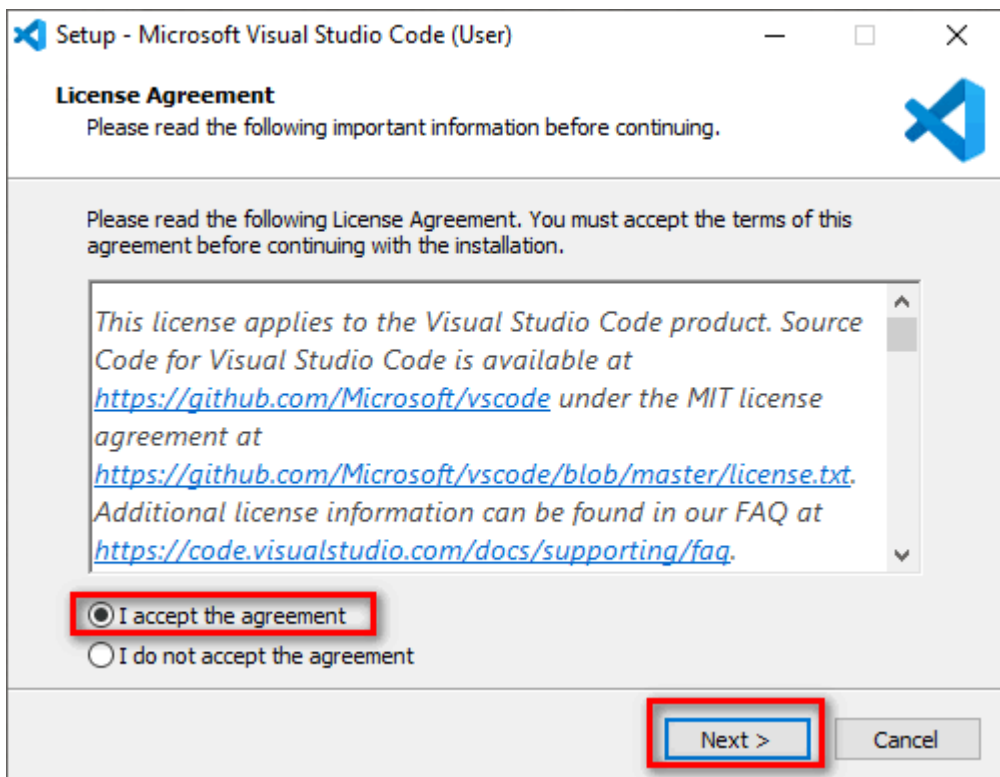 Setup - Microsoft Visual Studio Code (User)
License Agreement
Please read the following important information before continuing.
Please read the following License Agreement. You must accept the terms of this
agreement before continuing with the installation.
This license applies to the Visual Studio Code product. Source
Code for Visual Studio Code is available at
https://github.com/Microsoft/vscode under the MIT license
agreement at
https://github.com/Microsoft/vscode/blob/master/license.txt.
Additional license information can be found in our FAQ at
https://code.visualstudio.com/docs/supporting/faq.
I accept the agreement
I do not accept the agreement
Next > Cancel